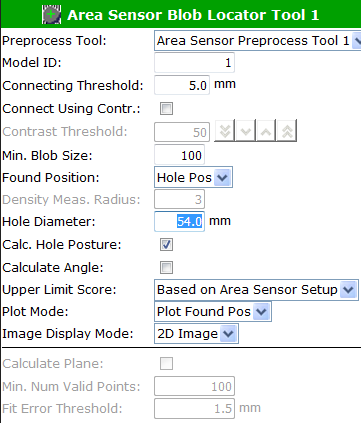 Area Sensor Blob Locator Tool 1
Preprocess Tool: Area Sensor Preprocess Tool 1
Model ID: 1
Connecting Threshold: 5.0 mm
Connect Using Contr.:
Contrast Threshold: 50
Min. Blob Size: 100
Found Position: Hole Pos
Density Meas. Radius: 3
Hole Diameter: 54.0 mm
Calc. Hole Posture:
Calculate Angle:
Upper Limit Score: Based on Area Sensor Setup
Plot Mode: Plot Found Pos
Image Display Mode: 2D Image
Calculate Plane:
Min. Num Valid Points: 100
Fit Error Threshold: 1.5 mm